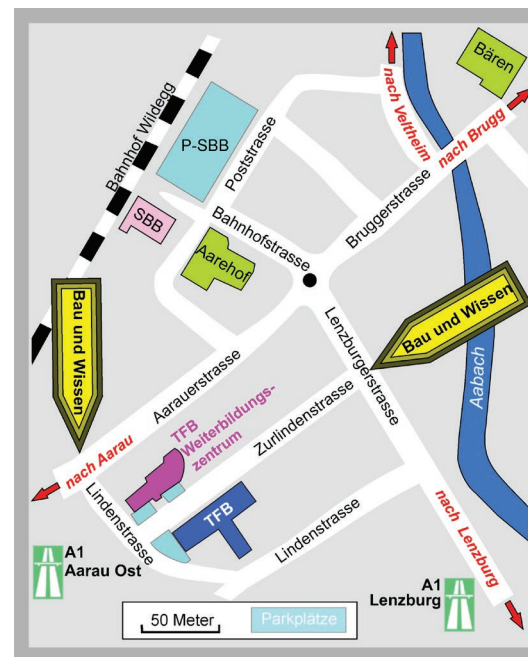 Bären
Bahnhof Wildegg
P-SBB
nach Veltheim
nach Brugg
Poststrasse
SBB
Bahnhofstrasse
Bruggerstrasse
Aarehof
Bau und Wissen
Bau und Wissen
Lenzburgerstrasse
Aabach
Aarauerstrasse
TFB
Weiterbildungs-
zentrum
Zurlindenstrasse
nach Aarau
Lindenstrasse
TFB
Lindenstrasse
nach Lenzburg
A1
Aarau Ost
A1
Lenzburg
50 Meter
Parkplätze